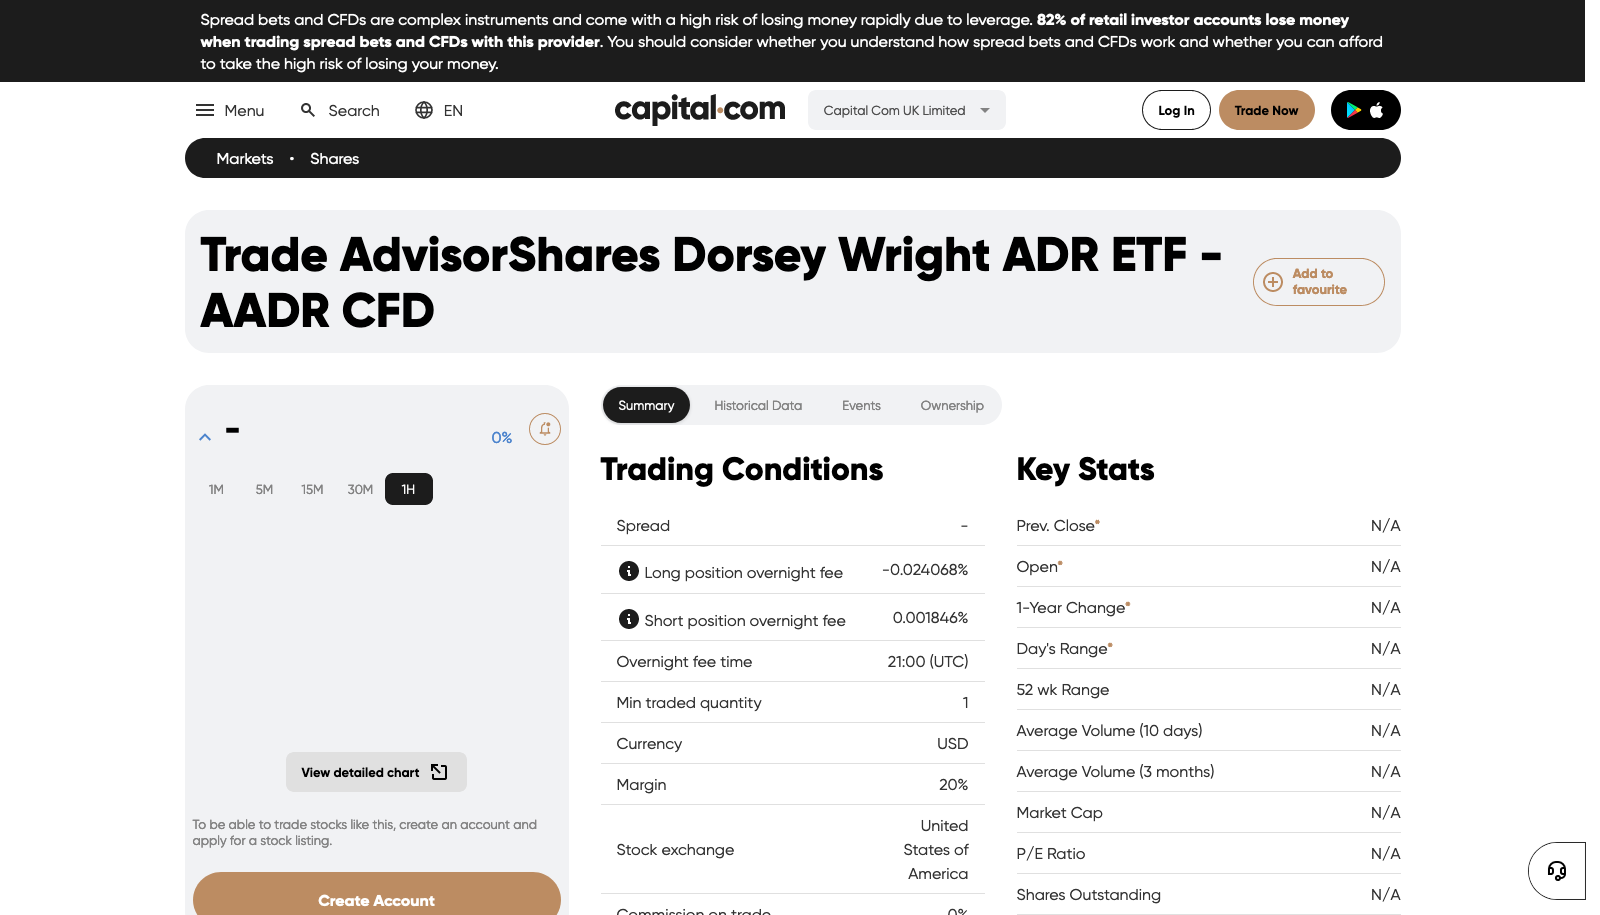 Spread bets and CFDs are complex instruments and come with a high risk of losing money rapidly due to leverage. 82% of retail investor accounts lose money
when trading spread bets and CFDs with this provider. You should consider whether you understand how spread bets and CFDs work and whether you can afford
to take the high risk of losing your money.
Menu
Search
EN
capital.com
Capital Com UK Limited
Log In
Trade Now
Markets • Shares
Trade AdvisorShares Dorsey Wright ADR ETF -
AADR CFD
Add to
favourite
-
0%
1M 5M 15M 30M 1H
View detailed chart
To be able to trade stocks like this, create an account and
apply for a stock listing.
Create Account
Summary Historical Data Events Ownership
Trading Conditions
Spread -
Long position overnight fee -0.024068%
Short position overnight fee 0.001846%
Overnight fee time 21:00 (UTC)
Min traded quantity 1
Currency USD
Margin 20%
Stock exchange United
States of
America
Commission on trade 0%
Key Stats
Prev. Close* N/A
Open* N/A
1-Year Change* N/A
Day's Range* N/A
52 wk Range N/A
Average Volume (10 days) N/A
Average Volume (3 months) N/A
Market Cap N/A
P/E Ratio N/A
Shares Outstanding N/A